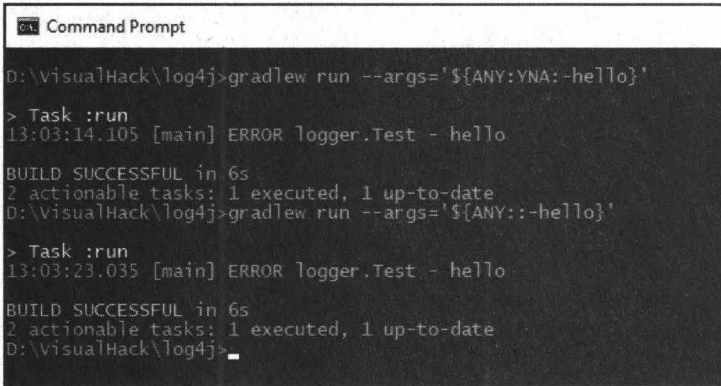 Command Prompt
D:\VisualHack\log4j>gradlew run --args='${ANY:YNA:-hello}'
> Task :run
13:03:14.105 [main] ERROR logger.Test - hello
BUILD SUCCESSFUL in 6s
2 actionable tasks: 1 executed, 1 up-to-date
D:\VisualHack\log4j>gradlew run --args='${ANY::-hello}'
> Task :run
13:03:23.035 [main] ERROR logger.Test - hello
BUILD SUCCESSFUL in 6s
2 actionable tasks: 1 executed, 1 up-to-date
D:\VisualHack\log4j>